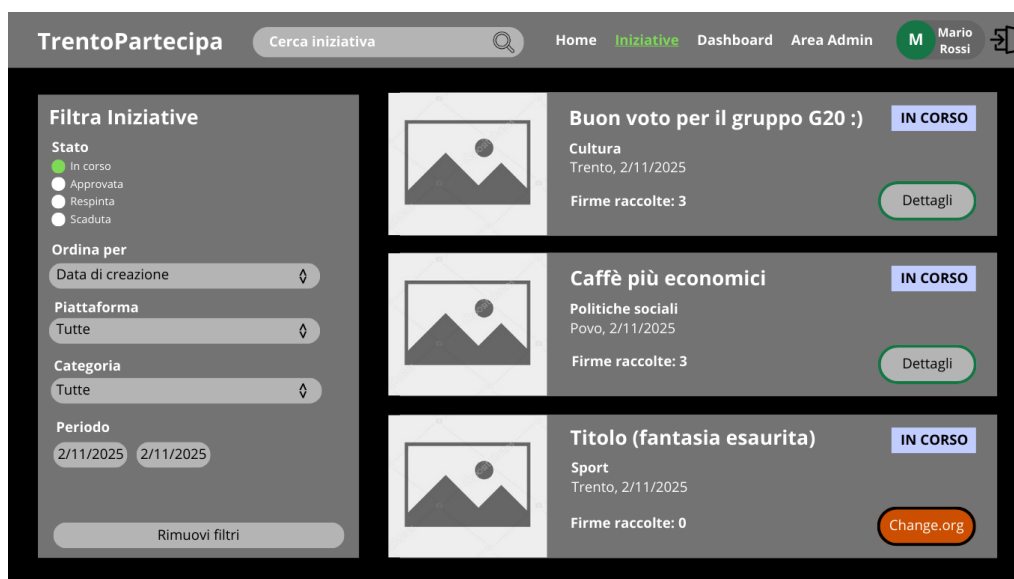 TrentoPartecipa
Cerca iniziativa
Home Iniziative Dashboard Area Admin
M
Mario
Rossi
Filtra Iniziative
Stato
In corso
Approvata
Respinta
Scaduta
Ordina per
Data di creazione
Piattaforma
Tutte
Categoria
Tutte
Periodo
2/11/2025 2/11/2025
Rimuovi filtri
Buon voto per il gruppo G20 :)
IN CORSO
Cultura
Trento, 2/11/2025
Firme raccolte: 3
Dettagli
Caffè più economici
IN CORSO
Politiche sociali
Povo, 2/11/2025
Firme raccolte: 3
Dettagli
Titolo (fantasia esaurita)
IN CORSO
Sport
Trento, 2/11/2025
Firme raccolte: 0
Change.org